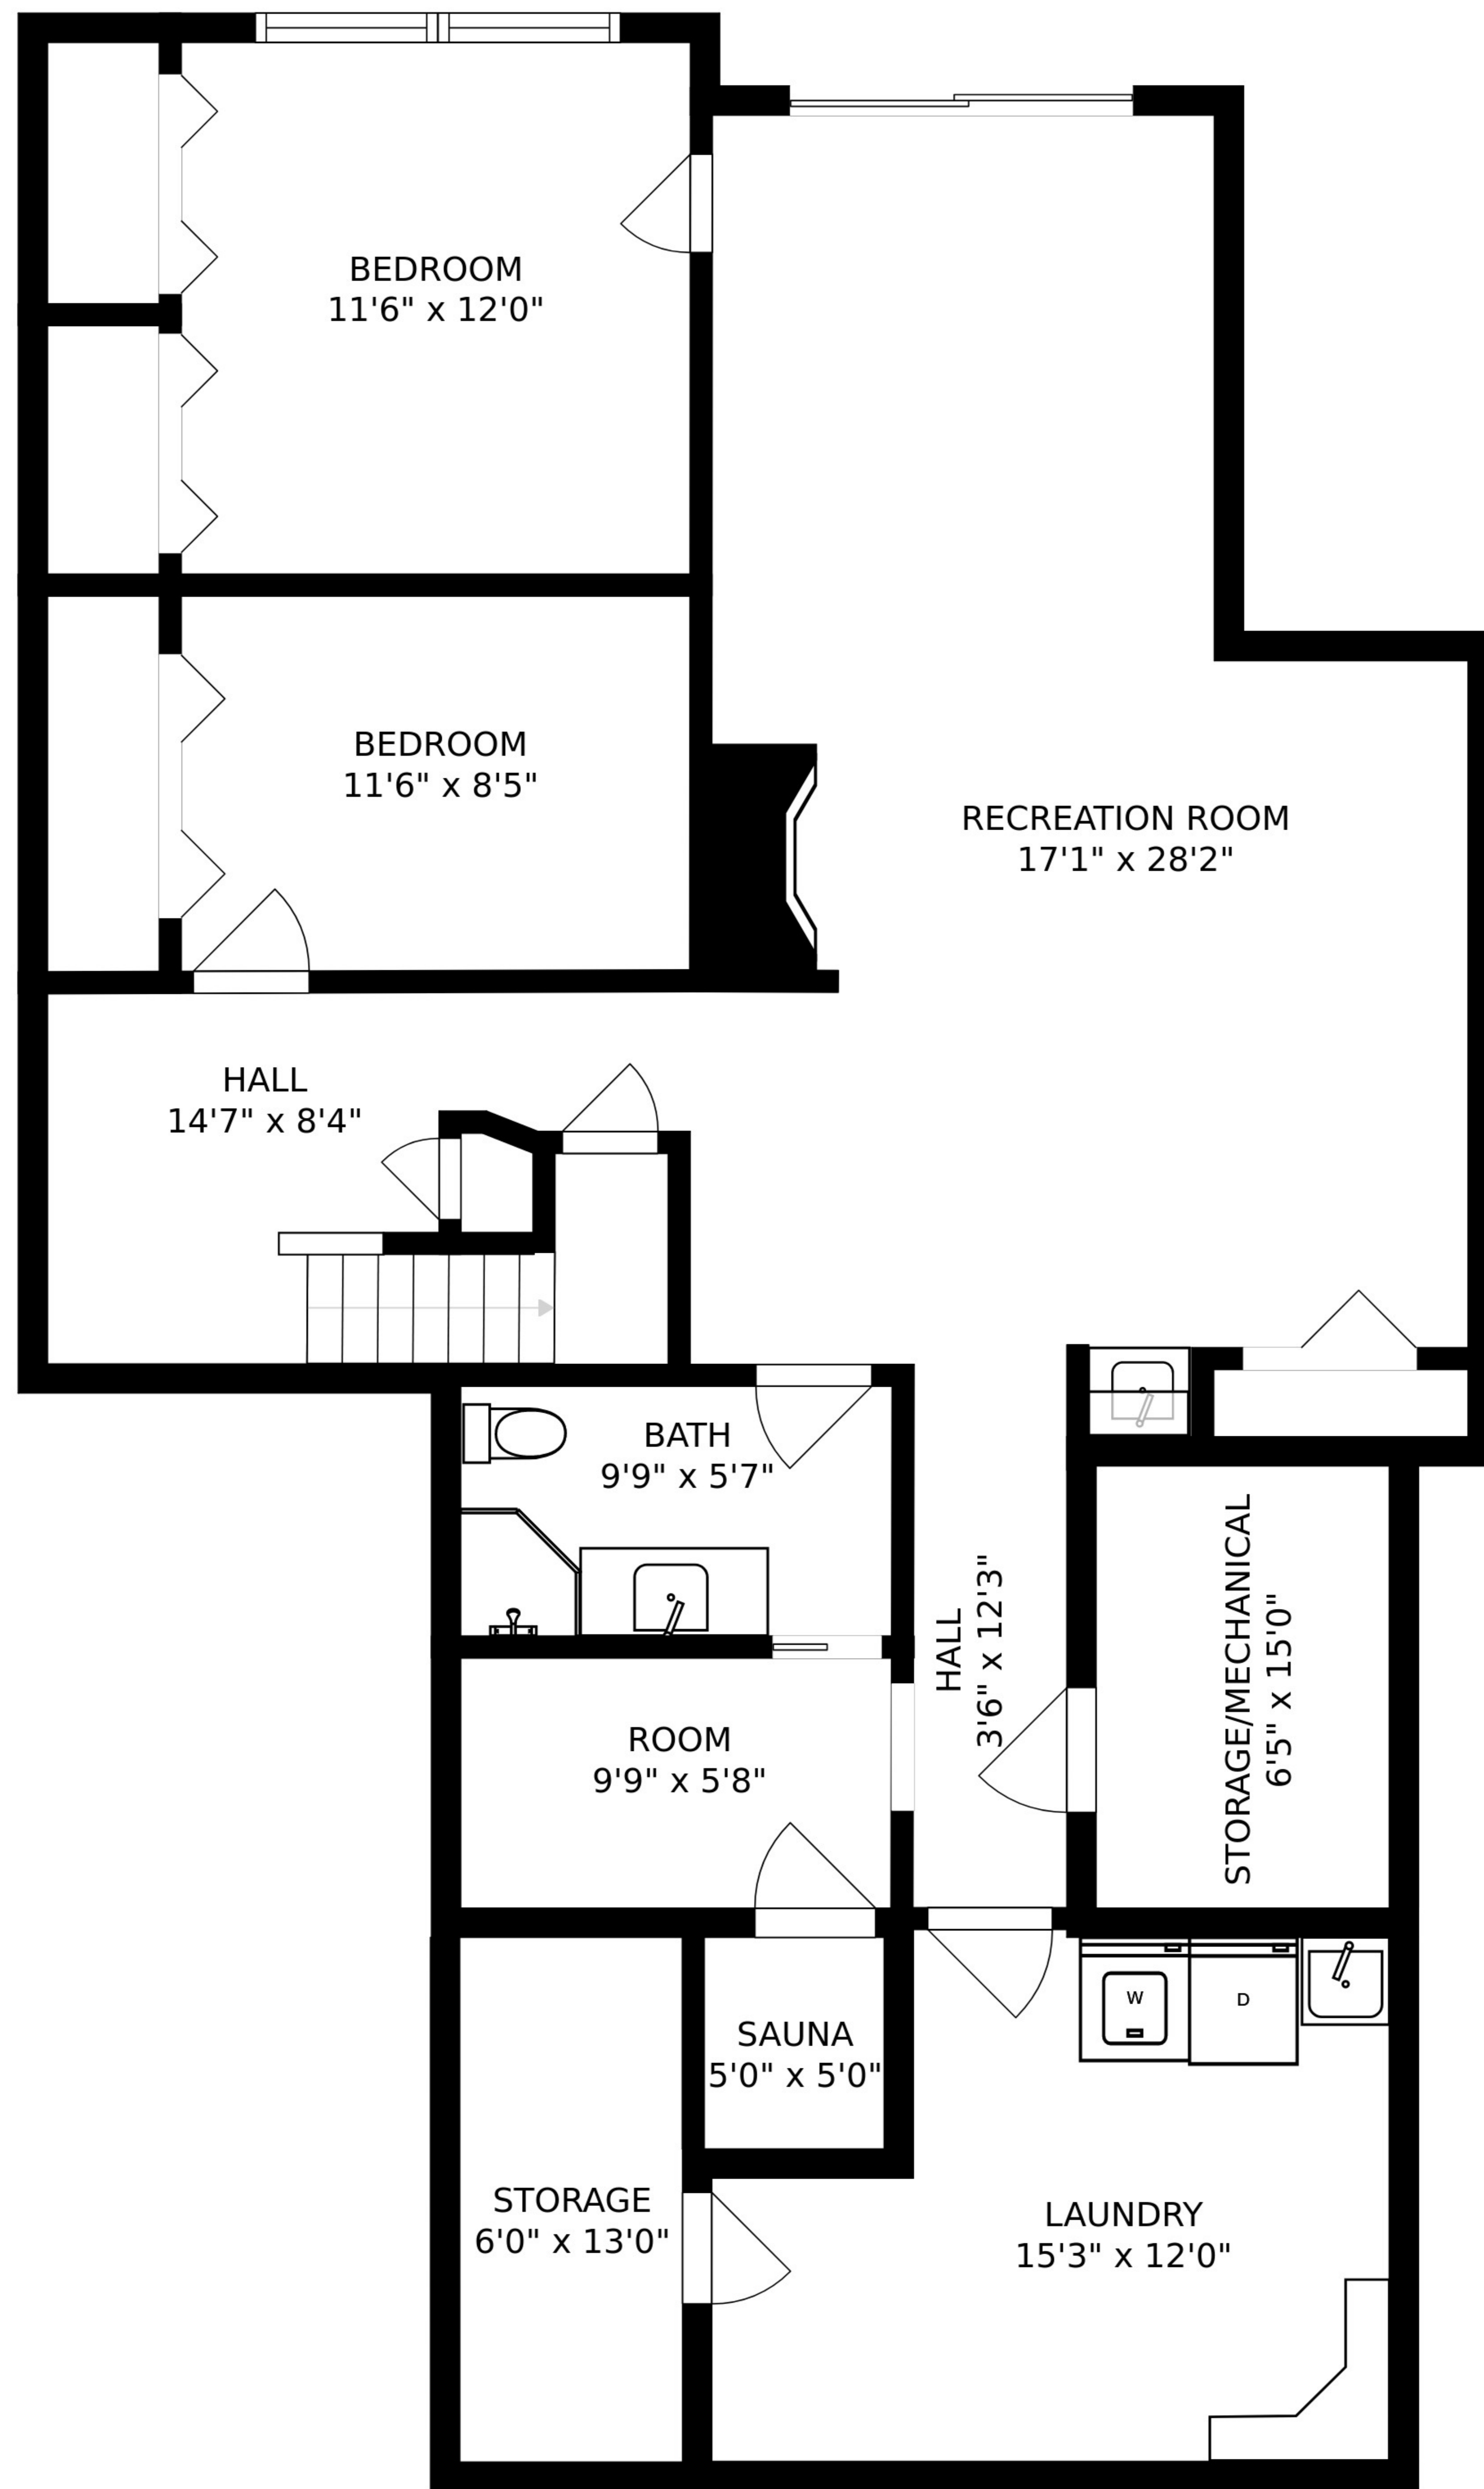 BEDROOM
11'6" x 12'0"
BEDROOM
11'6" x 8'5"
RECREATION ROOM
17'1" x 28'2"
HALL
14'7" x 8'4"
BATH
9'9" x 5'7"
HALL
3'6" x 12'3"
STORAGE/MECHANICAL
6'5" x 15'0"
ROOM
9'9" x 5'8"
W
D
SAUNA
5'0" x 5'0"
STORAGE
6'0" x 13'0"
LAUNDRY
15'3" x 12'0"